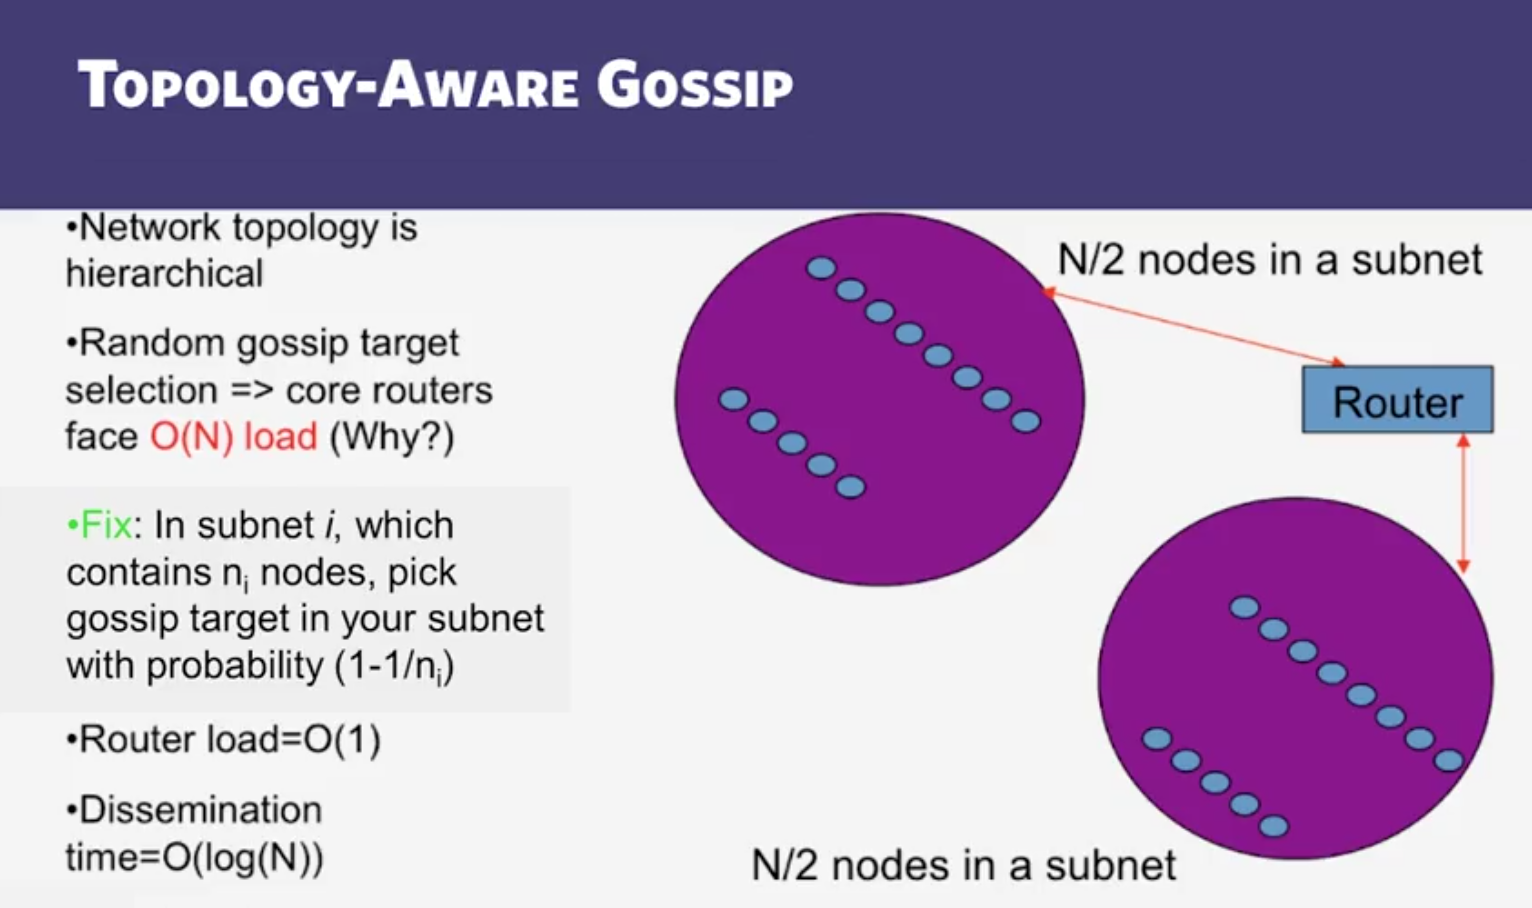 TOPOLOGY-AWARE GOSSIP
•Network topology is
hierarchical
•Random gossip target
selection => core routers
face O(N) load (Why?)
•Fix: In subnet i, which
contains nᵢ nodes, pick
gossip target in your subnet
with probability (1-1/nᵢ)
•Router load=O(1)
•Dissemination
time=O(log(N))
N/2 nodes in a subnet
Router
N/2 nodes in a subnet